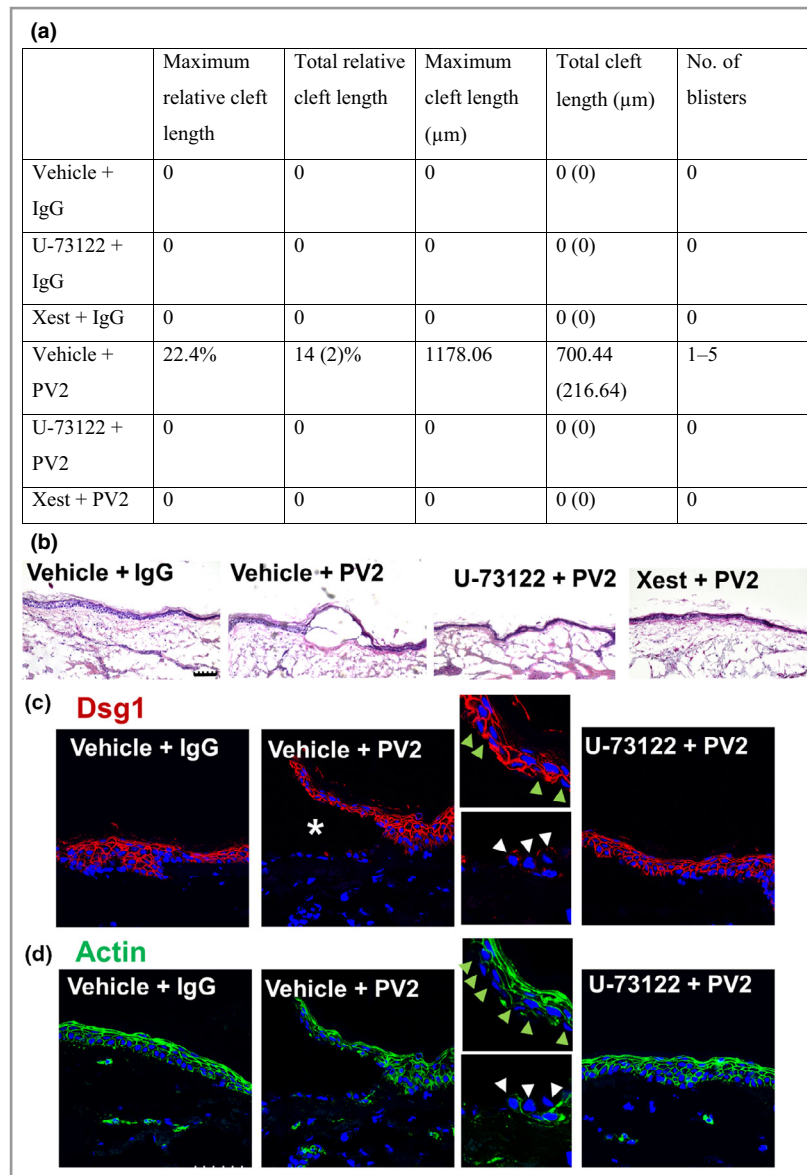 (a)
Maximum relative cleft length
Total relative cleft length
Maximum cleft length (µm)
Total cleft length (µm)
No. of blisters
Vehicle + IgG
0
0
0
0 (0)
0
U-73122 + IgG
0
0
0
0 (0)
0
Xest + IgG
0
0
0
0 (0)
0
Vehicle + PV2
22.4%
14 (2)%
1178.06
700.44 (216.64)
1–5
U-73122 + PV2
0
0
0
0 (0)
0
Xest + PV2
0
0
0
0 (0)
0
(b)
Vehicle + IgG
Vehicle + PV2
U-73122 + PV2
Xest + PV2
(c) Dsg1
Vehicle + IgG
Vehicle + PV2
*
U-73122 + PV2
(d) Actin
Vehicle + IgG
Vehicle + PV2
U-73122 + PV2